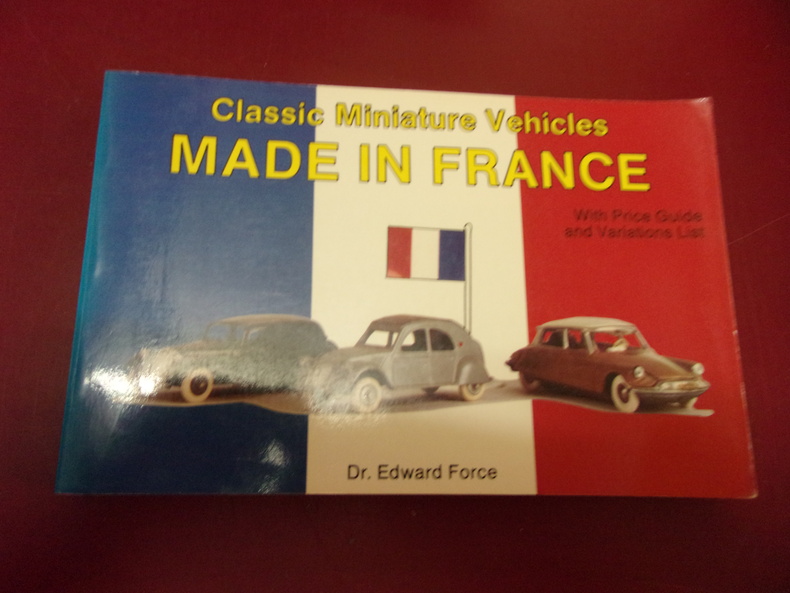 Classic Miniature Vehicles
MADE IN FRANCE
With Price Guide
and Variations List
Dr. Edward Force